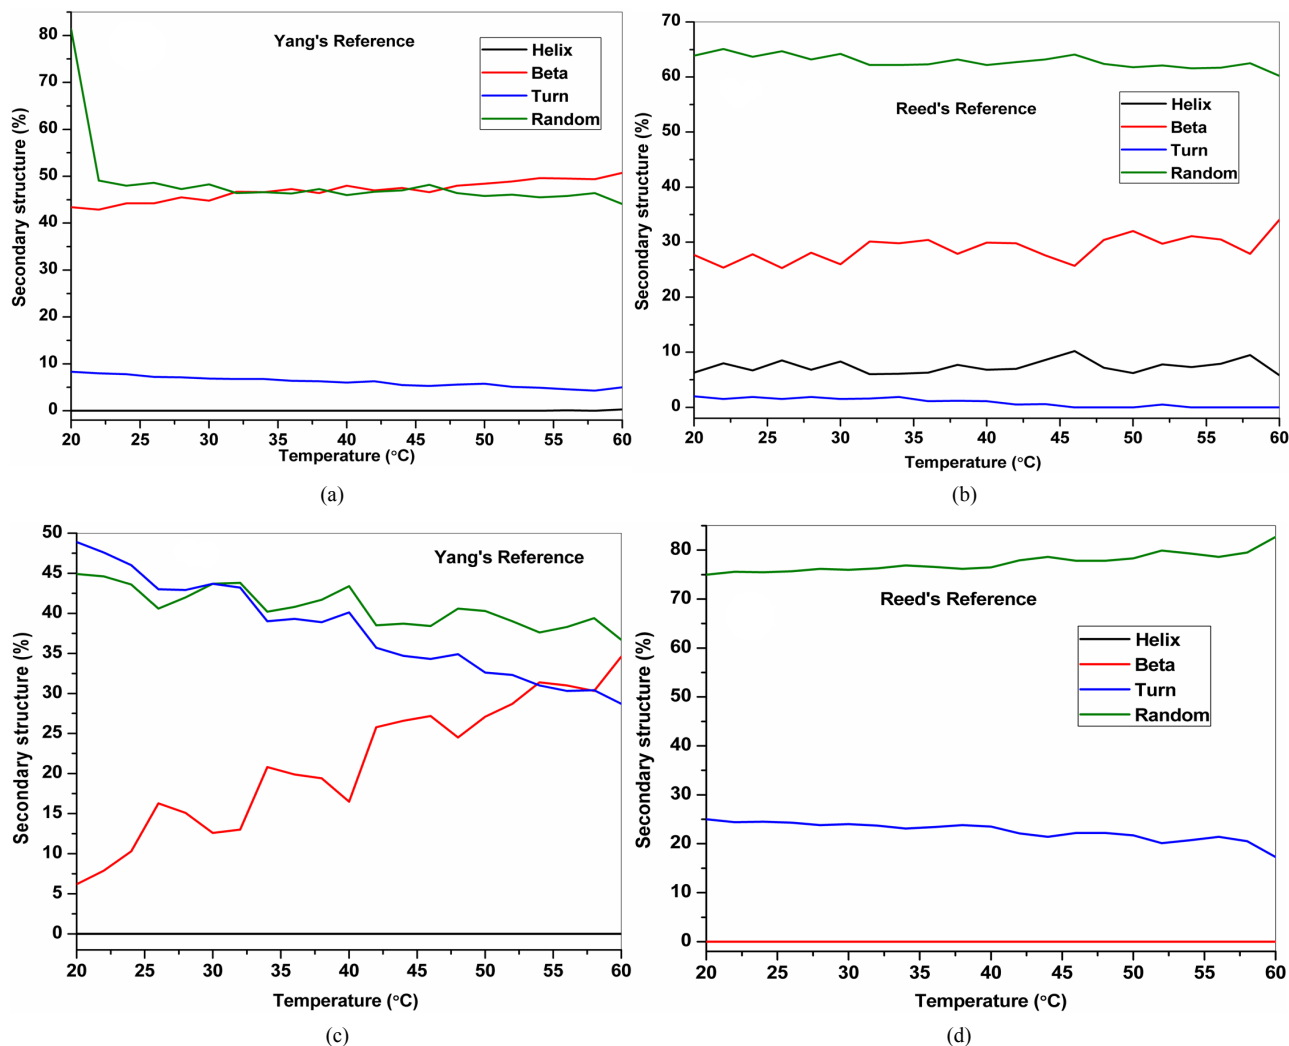 Yang's Reference
Helix
Beta
Turn
Random
Secondary structure (%)
80
70
60
50
40
30
20
10
0
20 25 30 35 40 45 50 55 60
Temperature (°C)
(a)
Reed's Reference
Helix
Beta
Turn
Random
Secondary structure (%)
70
60
50
40
30
20
10
0
20 25 30 35 40 45 50 55 60
Temperature (°C)
(b)
Yang's Reference
Secondary structure (%)
50
45
40
35
30
25
20
15
10
5
0
20 25 30 35 40 45 50 55 60
Temperature (°C)
(c)
Reed's Reference
Helix
Beta
Turn
Random
Secondary structure (%)
80
70
60
50
40
30
20
10
0
20 25 30 35 40 45 50 55 60
Temperature (°C)
(d)